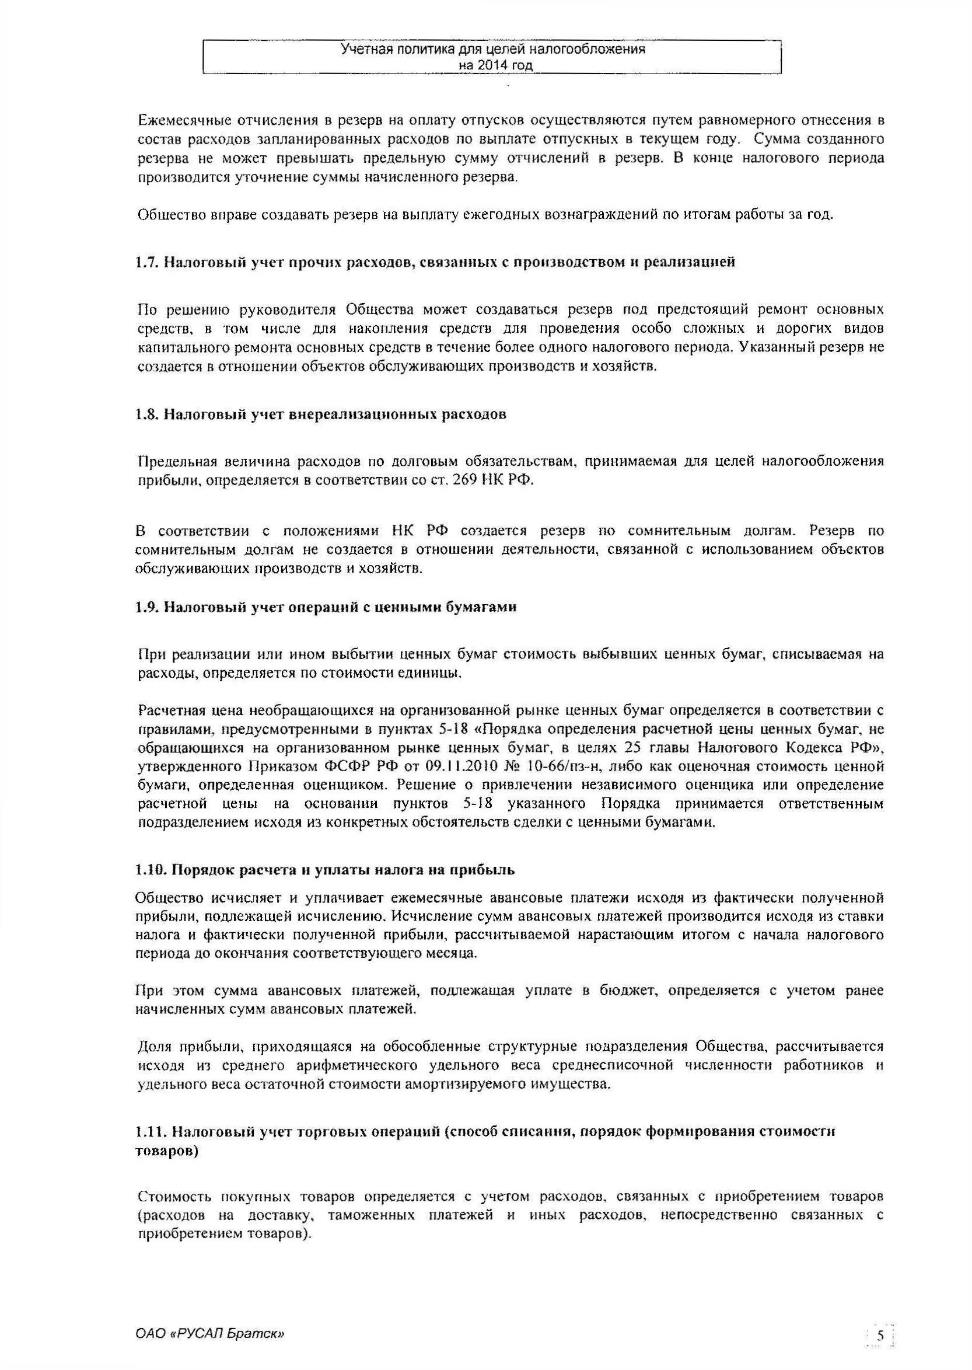 Учетная политика для целей налогообложения
на 2014 год
Ежемесячные отчисления в резерв на оплату отпусков осуществляются путем равномерного отнесения в
состав расходов запланированных расходов по выплате отпускных в текущем году. Сумма созданного
резерва не может превышать предельную сумму отчислений в резерв. В конце налогового периода
производится уточнение суммы начисленного резерва.
Общество вправе создавать резерв на выплату ежегодных вознаграждений по итогам работы за год.
1.7. Налоговый учет прочих расходов, связанных с производством и реализацией
По решению руководителя Общества может создаваться резерв под предстоящий ремонт основных
средств, в том числе для накопления средств для проведения особо сложных и дорогих видов
капитального ремонта основных средств в течение более одного налогового периода. Указанный резерв не
создается в отношении объектов обслуживающих производств и хозяйств.
1.8. Налоговый учет внереализационных расходов
Предельная величина расходов по долговым обязательствам, принимаемая для целей налогообложения
прибыли, определяется в соответствии со ст. 269 НК РФ.
В соответствии с положениями НК РФ создается резерв по сомнительным долгам. Резерв по
сомнительным долгам не создается в отношении деятельности, связанной с использованием объектов
обслуживающих производств и хозяйств.
1.9. Налоговый учет операций с ценными бумагами
При реализации или ином выбытии ценных бумаг стоимость выбывших ценных бумаг, списываемая на
расходы, определяется по стоимости единицы.
Расчетная цена необращающихся на организованной рынке ценных бумаг определяется в соответствии с
правилами, предусмотренными в пунктах 5-18 «Порядка определения расчетной цены ценных бумаг, не
обращающихся на организованном рынке ценных бумаг, в целях 25 главы Налогового Кодекса РФ»,
утвержденного Приказом ФСФР РФ от 09.11.2010 № 10-66/пз-н, либо как оценочная стоимость ценной
бумаги, определенная оценщиком. Решение о привлечении независимого оценщика или определение
расчетной цены на основании пунктов 5-18 указанного Порядка принимается ответственным
подразделением исходя из конкретных обстоятельств сделки с ценными бумагами.
1.10. Порядок расчета и уплаты налога на прибыль
Общество исчисляет и уплачивает ежемесячные авансовые платежи исходя из фактически полученной
прибыли, подлежащей исчислению. Исчисление сумм авансовых платежей производится исходя из ставки
налога и фактически полученной прибыли, рассчитываемой нарастающим итогом с начала налогового
периода до окончания соответствующего месяца.
При этом сумма авансовых платежей, подлежащая уплате в бюджет, определяется с учетом ранее
начисленных сумм авансовых платежей.
Доля прибыли, приходящаяся на обособленные структурные подразделения Общества, рассчитывается
исходя из среднего арифметического удельного веса среднесписочной численности работников и
удельного веса остаточной стоимости амортизируемого имущества.
1.11. Налоговый учет торговых операций (способ списания, порядок формирования стоимости
товаров)
Стоимость покупных товаров определяется с учетом расходов, связанных с приобретением товаров
(расходов на доставку, таможенных платежей и иных расходов, непосредственно связанных с
приобретением товаров).
ОАО «РУСАЛ Братск»
5